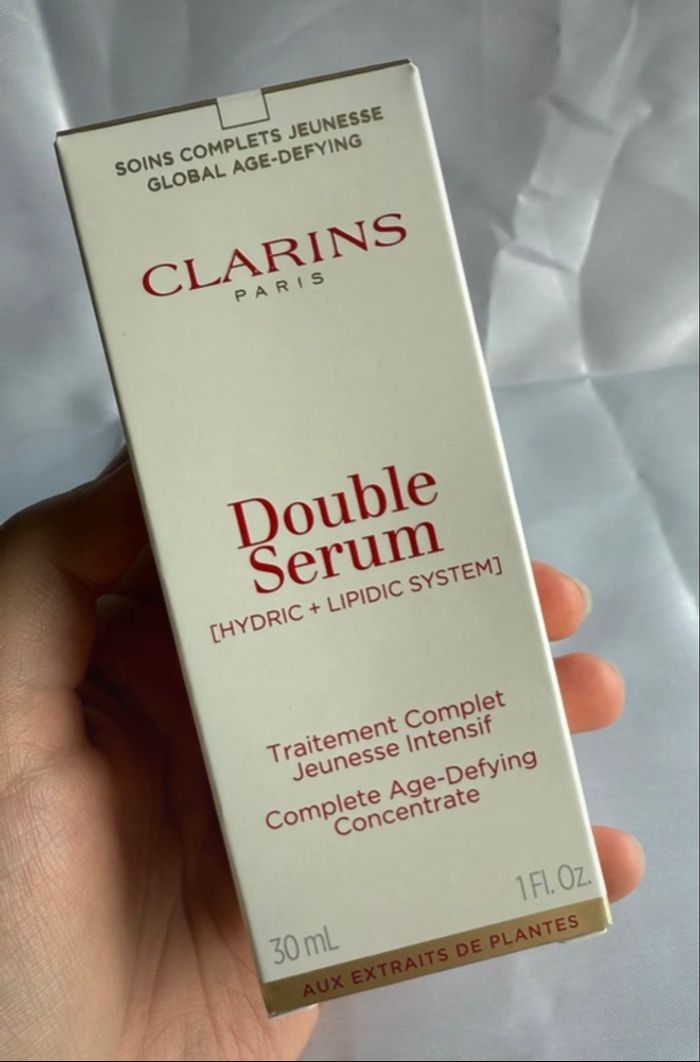 SOINS COMPLETS JEUNESSE
GLOBAL AGE-DEFYING
CLARINS
PARIS
Double
Serum
[HYDRIC + LIPIDIC SYSTEM]
Traitement Complet
Jeunesse Intensif
Complete Age-Defying
Concentrate
30 mL 1 Fl. Oz.
AUX EXTRAITS DE PLANTES